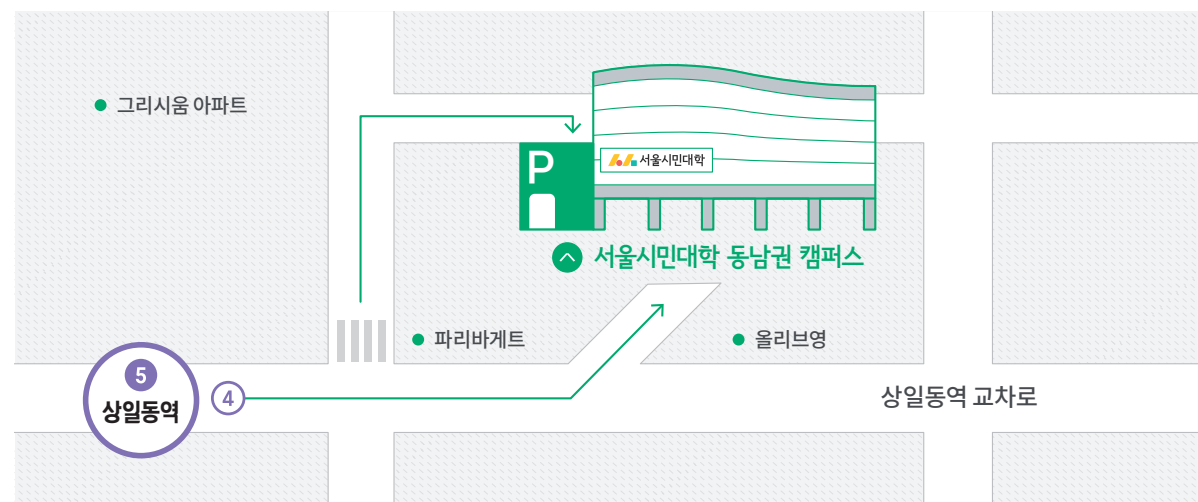 그리시움 아파트
P
서울시민대학
서울시민대학 동남권 캠퍼스
파리바게트
올리브영
5
상일동역
4
상일동역 교차로